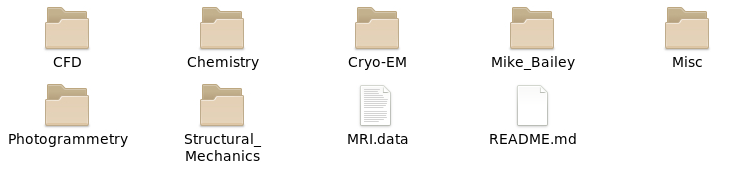 CFD
Chemistry
Cryo-EM
Mike_Bailey
Misc
Photogrammetry
Structural_
Mechanics
MRI.data
README.md